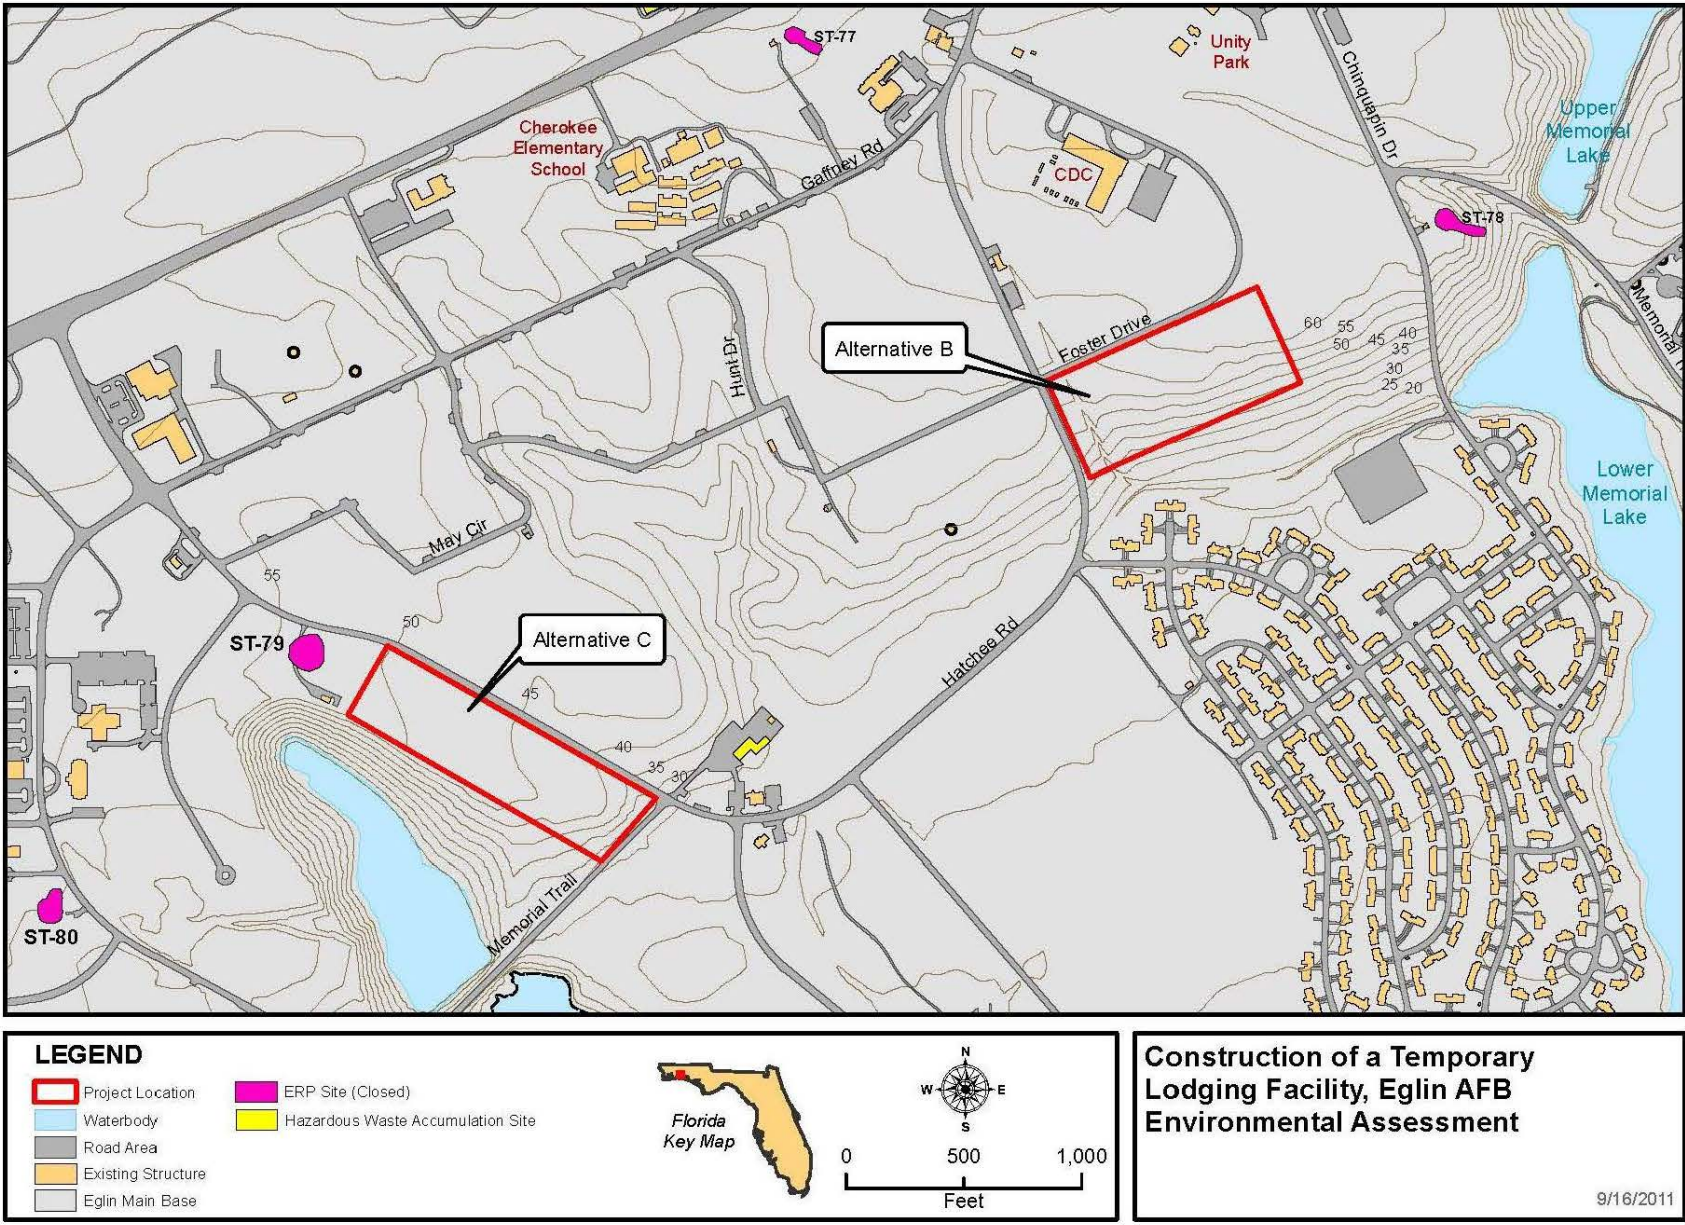 ST-77
Unity
Park
Chinquapin Dr
Upper
Memorial
Lake
Cherokee
Elementary
School
Gaffney Rd
CDC
ST-78
Memorial
Alternative B
Foster Drive
60
55
50
45
40
35
30
25
20
Hunt Dr
Lower
Memorial
Lake
May Cir
55
50
ST-79
Alternative C
45
Hatchee Rd
40
35
30
Memorial Trail
ST-80
LEGEND
Project Location
Waterbody
Road Area
Existing Structure
Eglin Main Base
ERP Site (Closed)
Hazardous Waste Accumulation Site
Florida
Key Map
N
W
E
S
0
500
1,000
Feet
Construction of a Temporary
Lodging Facility, Eglin AFB
Environmental Assessment
9/16/2011